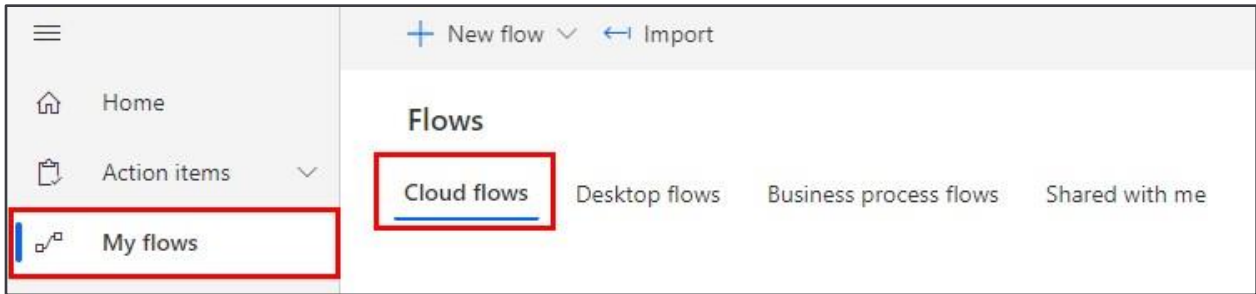 New flow Import
Home
Action items
My flows
Flows
Cloud flows Desktop flows Business process flows Shared with me